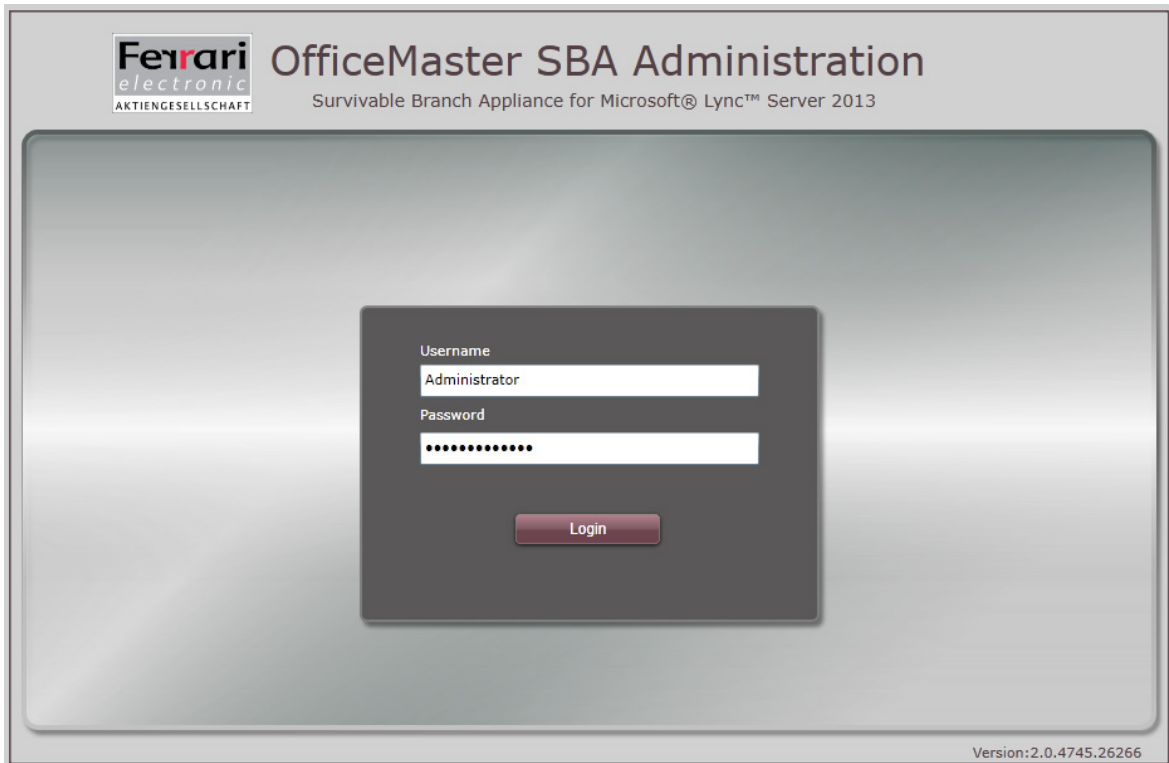 Ferrari
electronic
AKTIENGESELLSCHAFT
OfficeMaster SBA Administration
Survivable Branch Appliance for Microsoft® Lync™ Server 2013
Username
Administrator
Password
•••••••••••••
Login
Version:2.0.4745.26266